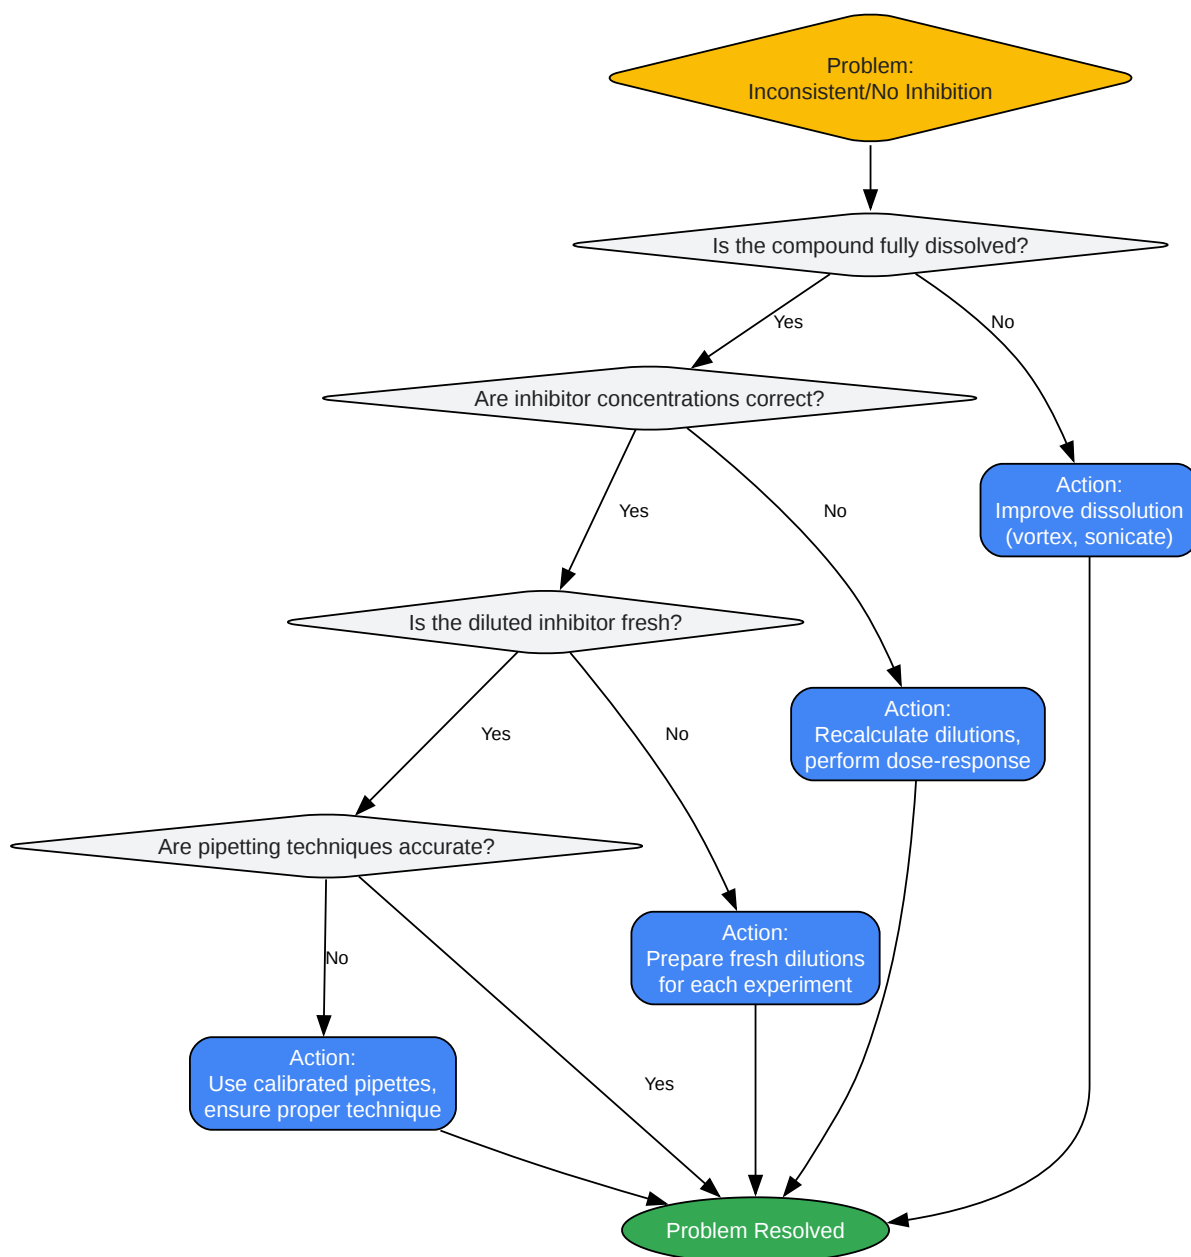 Problem:
Inconsistent/No Inhibition
Is the compound fully dissolved?
Yes
No
Are inhibitor concentrations correct?
Action:
Improve dissolution
(vortex, sonicate)
Yes
No
Is the diluted inhibitor fresh?
Action:
Recalculate dilutions,
perform dose-response
Yes
No
Are pipetting techniques accurate?
Action:
Prepare fresh dilutions
for each experiment
No
Action:
Use calibrated pipettes,
ensure proper technique
Yes
Problem Resolved